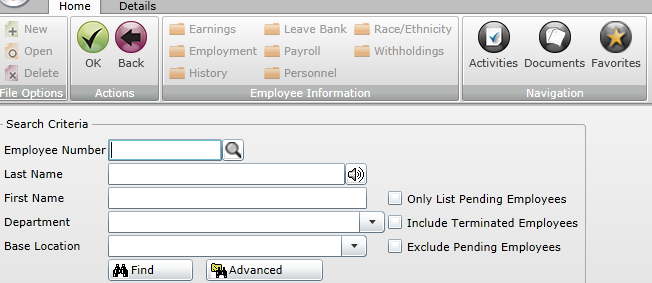 Home Details
New Earnings Leave Bank Race/Ethnicity
Open Employment Payroll Withholdings
Delete OK Back History Personnel Activities Documents Favorites
File Options Actions Employee Information Navigation
Search Criteria
Employee Number
Last Name
First Name Only List Pending Employees
Department Include Terminated Employees
Base Location Exclude Pending Employees
Find Advanced